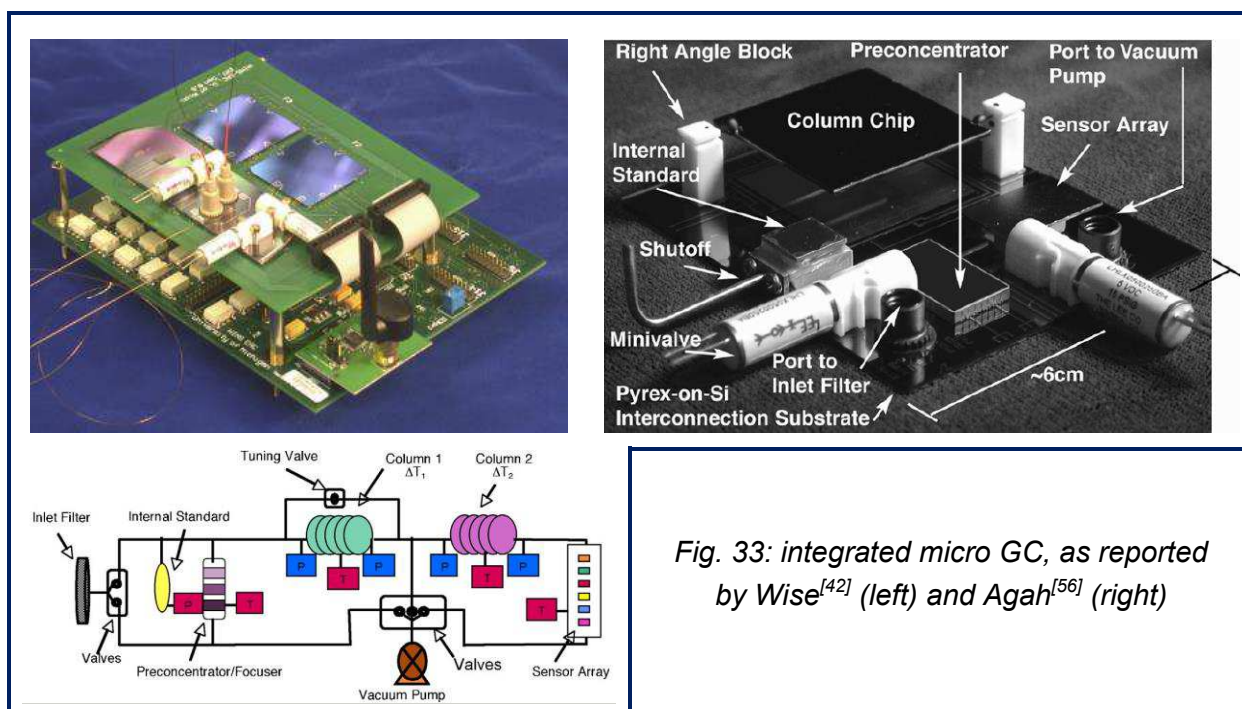 Right Angle Block
Preconcentrator
Port to Vacuum
Pump
Column Chip
Sensor Array
Internal
Standard
Shutoff
Minivalve
Port to
Inlet Filter
~6cm
Pyrex-on-Si
Interconnection Substrate
Tuning Valve
Column 1
ΔT1
Column 2
ΔT2
Inlet Filter
Internal Standard
P
P
P
P
P
T
T
T
T
Valves
Preconcentrator/Focuser
Valves
Vacuum Pump
Sensor Array
Fig. 33: integrated micro GC, as reported
by Wise[42] (left) and Agah[56] (right)